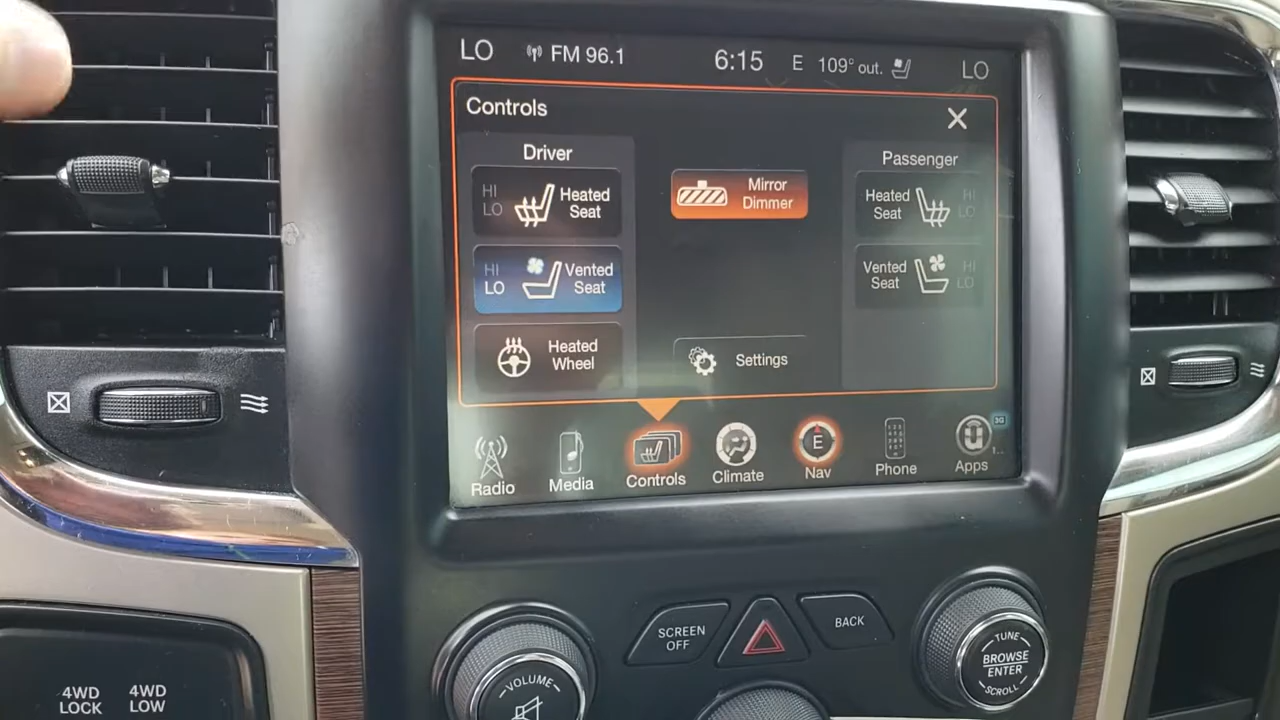 LO FM 96.1 6:15 E 109° out. LO
Controls
Driver
HI
LO
Heated
Seat
HI
LO
Vented
Seat
Heated
Wheel
Mirror
Dimmer
Settings
Passenger
Heated
Seat
HI
LO
Vented
Seat
HI
LO
Radio
Media
Controls
Climate
E
Nav
Phone
3G
Apps
SCREEN
OFF
BACK
VOLUME
TUNE
BROWSE
ENTER
SCROLL
4WD
LOCK
4WD
LOW